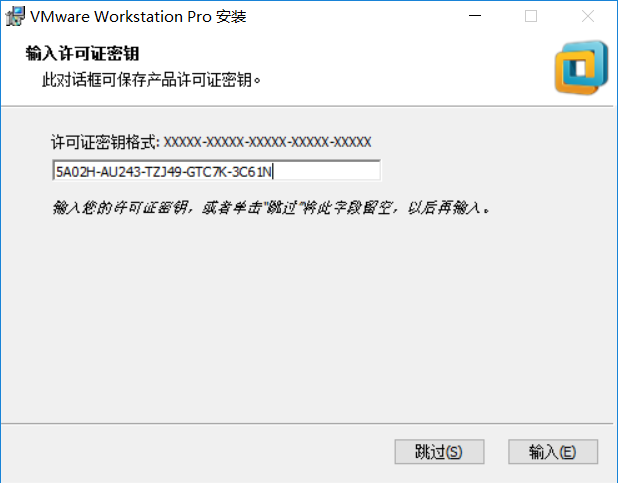 VMware Workstation Pro 安装
输入许可证密钥
此对话框可保存产品许可证密钥。
许可证密钥格式: XXXXX-XXXXX-XXXXX-XXXXX-XXXXX
5A02H-AU243-TZJ49-GTC7K-3C61N
输入您的许可证密钥，或者单击"跳过"将此字段留空，以后再输入。
跳过(S) 输入(E)